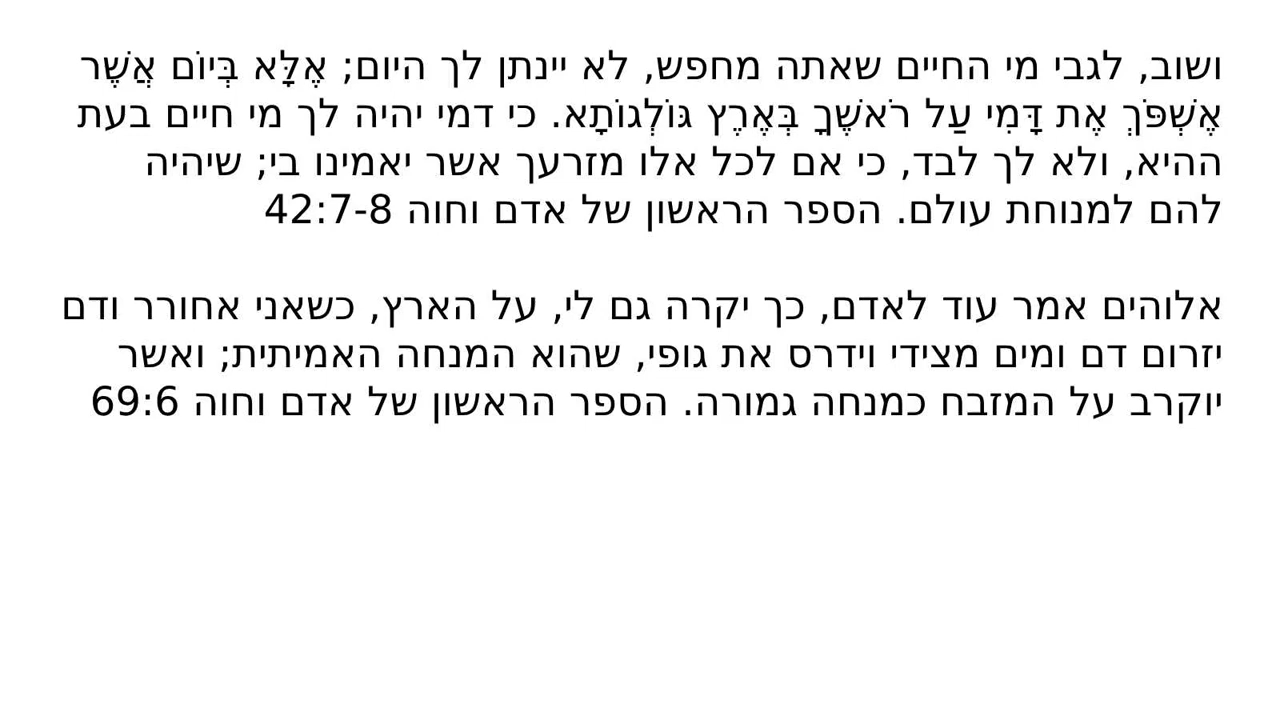 ושוב, לגבי מי החיים שאתה מחפש, לא יינתן לך היום; אֶלָּא בְּיוֹם אֲשֶׁר
אֶשְׁפֹּךְ אֶת דָּמִי עַל רֹאשֶׁךָ בְּאֶרֶץ גּוֹלְגוֹתָא. כי דמי יהיה לך מי חיים בעת
ההיא, ולא לך לבד, כי אם לכל אלו מזרעך אשר יאמינו בי; שיהיה
להם למנוחת עולם. הספר הראשון של אדם וחוה 42:7-8
אלוהים אמר עוד לאדם, כך יקרה גם לי, על הארץ, כשאני אחורר ודם
יזרום דם ומים מצידי וידרס את גופי, שהוא המנחה האמיתית; ואשר
יוקרב על המזבח כמנחה גמורה. הספר הראשון של אדם וחוה 69:6